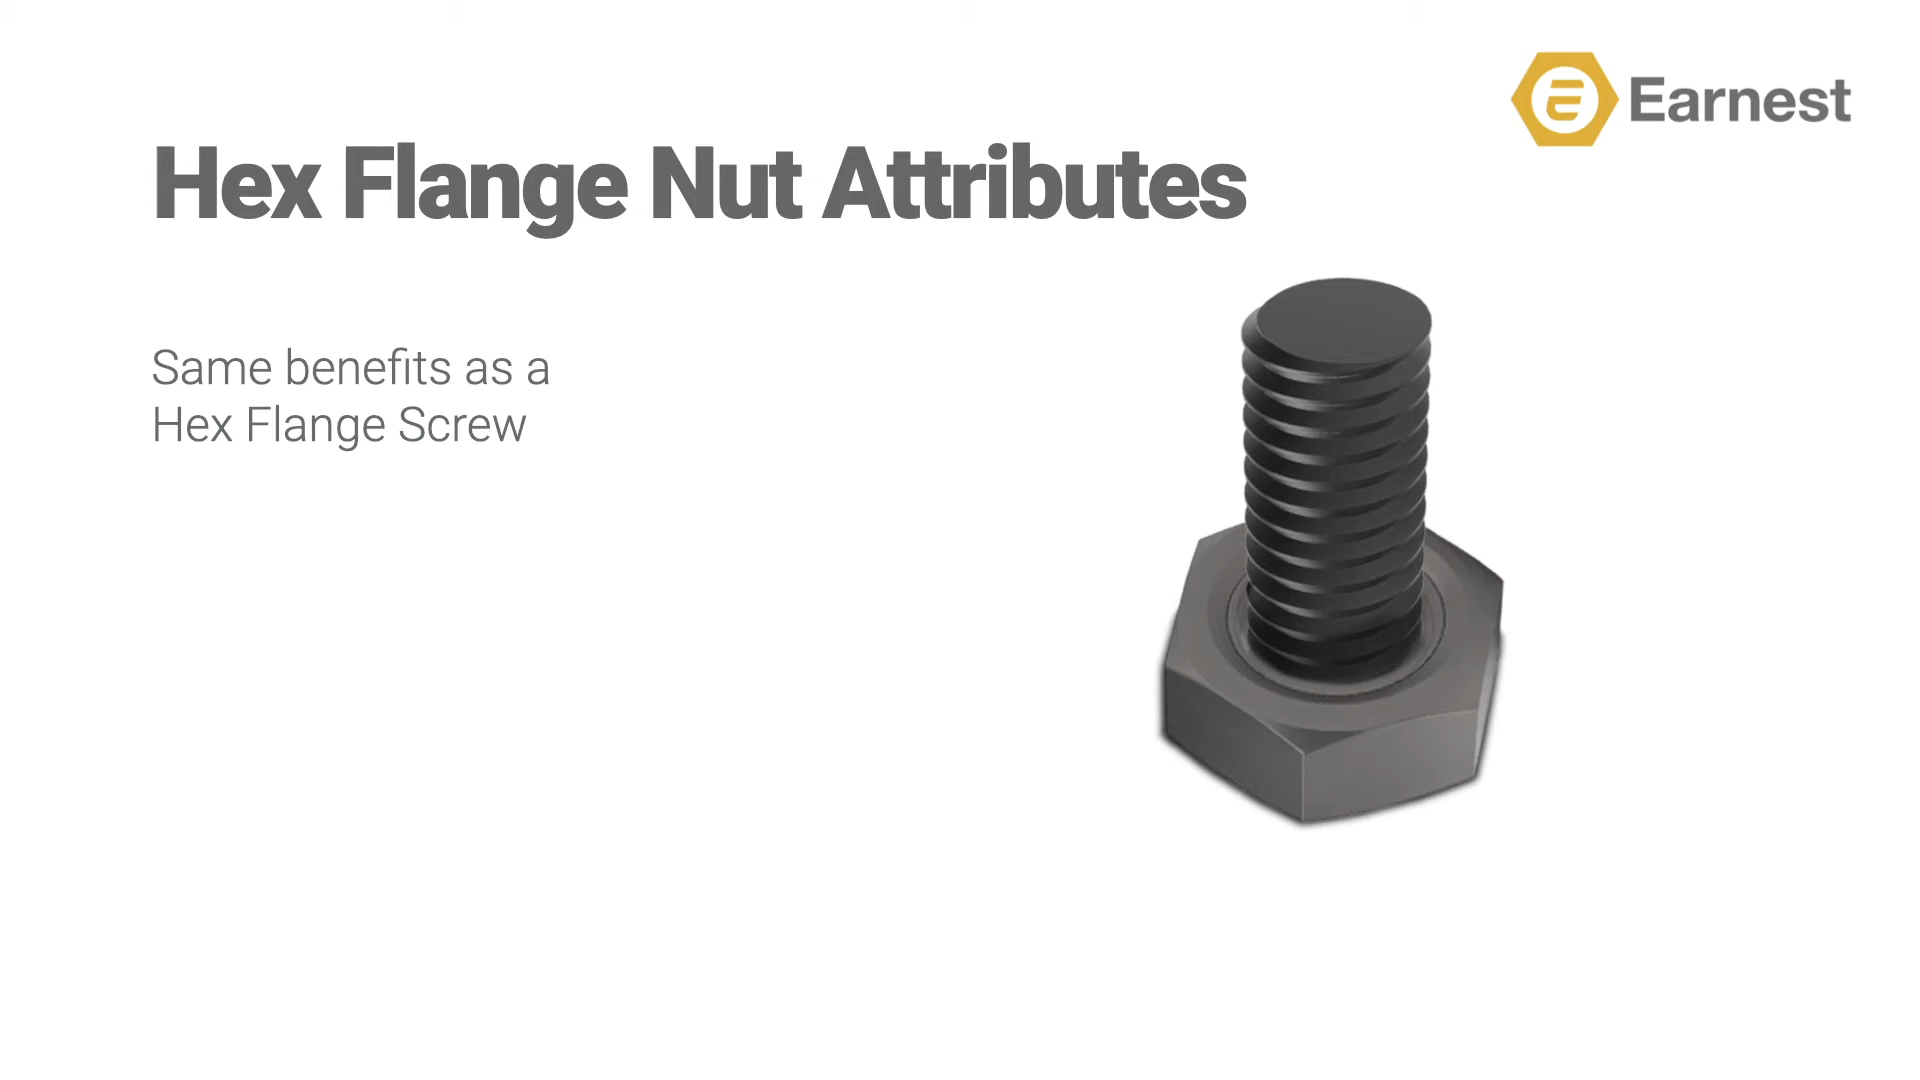 Earnest
Hex Flange Nut Attributes
Same benefits as a
Hex Flange Screw